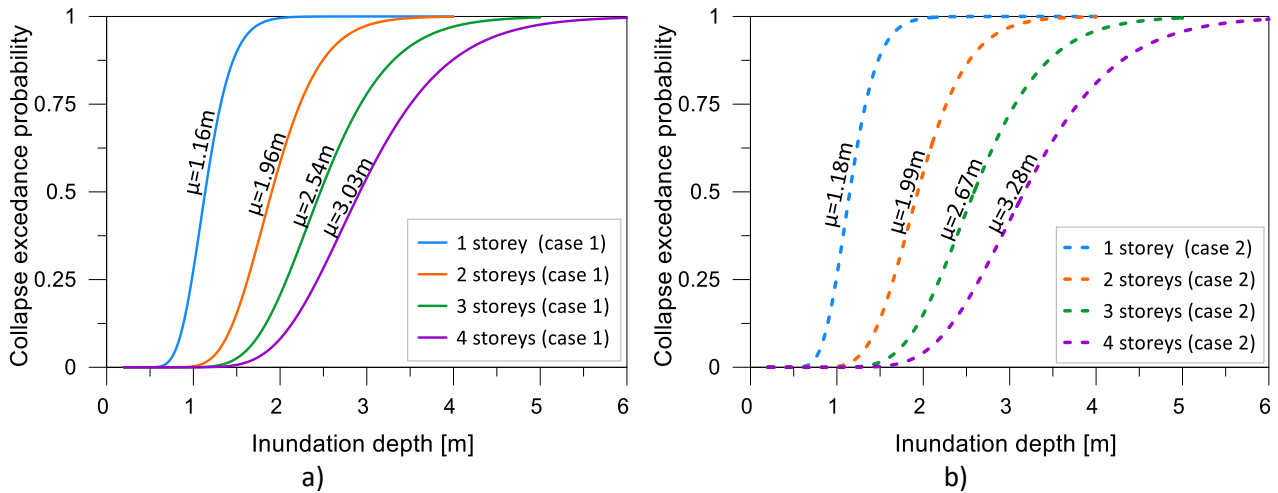 Collapse excedance probability
1
0.75
0.5
0.25
0
μ=1.16m
μ=1.96m
μ=2.54m
μ=3.03m
1 storey (case 1)
2 storeys (case 1)
3 storeys (case 1)
4 storeys (case 1)
0 1 2 3 4 5 6
Inundation depth [m]
a)
Collapse excedance probability
1
0.75
0.5
0.25
0
μ=1.18m
μ=1.99m
μ=2.67m
μ=3.28m
1 storey (case 2)
2 storeys (case 2)
3 storeys (case 2)
4 storeys (case 2)
0 1 2 3 4 5 6
Inundation depth [m]
b)